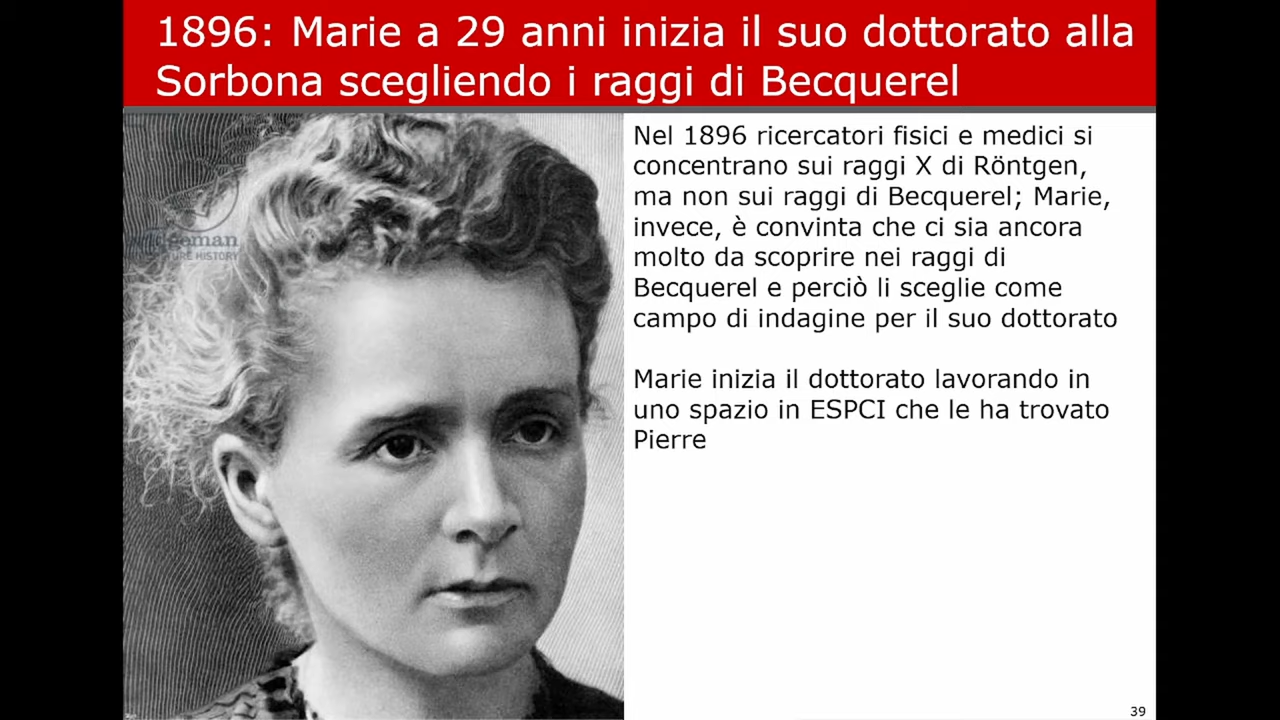 1896: Marie a 29 anni inizia il suo dottorato alla
Sorbona scegliendo i raggi di Becquerel
Nel 1896 ricercatori fisici e medici si
concentrano sui raggi X di Röntgen,
ma non sui raggi di Becquerel; Marie,
invece, è convinta che ci sia ancora
molto da scoprire nei raggi di
Becquerel e perciò li sceglie come
campo di indagine per il suo dottorato
Marie inizia il dottorato lavorando in
uno spazio in ESPCI che le ha trovato
Pierre
HISTORY
39